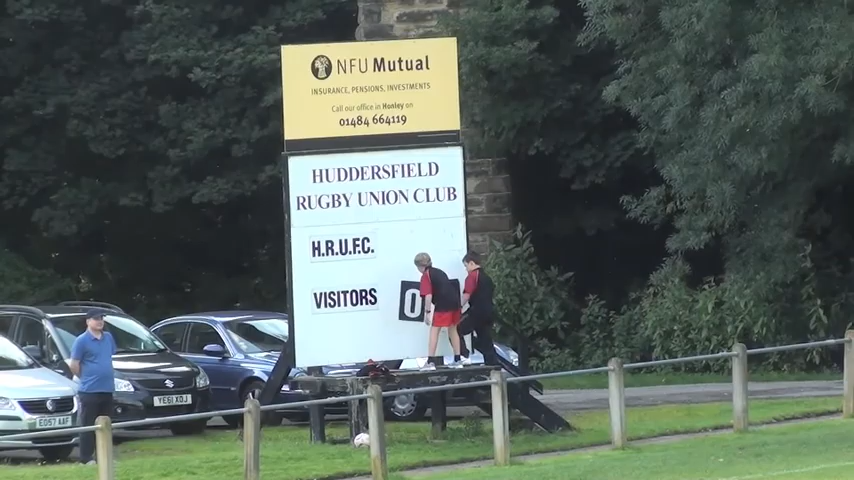 NFU Mutual
INSURANCE, PENSIONS, INVESTMENTS
Call our office in Honley on
01484 664119
HUDDERSFIELD
RUGBY UNION CLUB
H.R.U.F.C.
VISITORS
0
EO57 AAF
YE61 XDJ